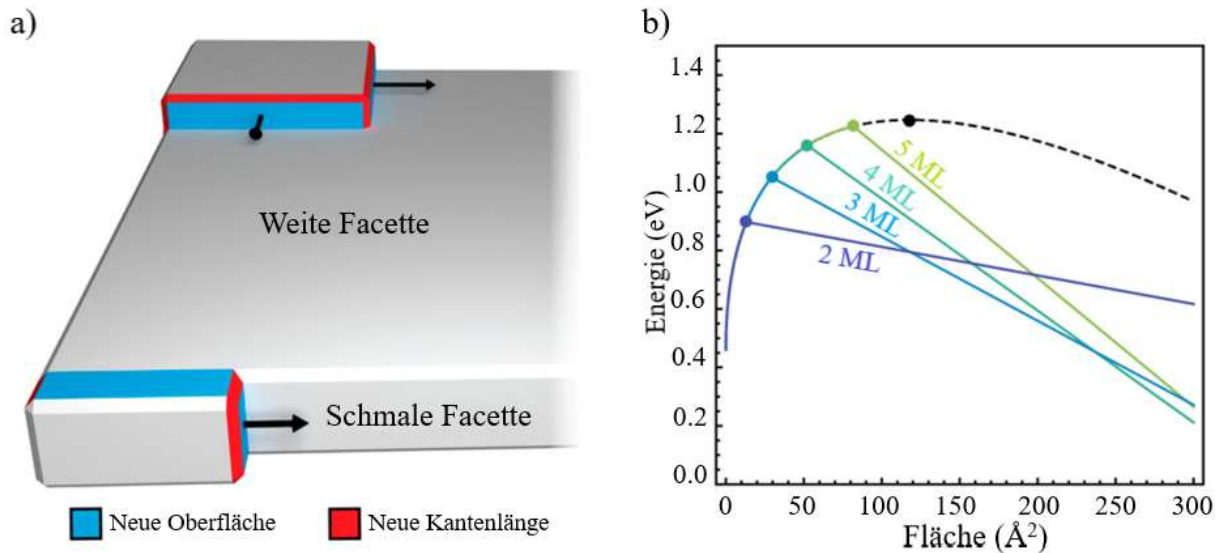 a)
Weite Facette
Schmale Facette
Neue Oberfläche
Neue Kantenlänge
b)
Energie (eV)
1.4
1.2
1.0
0.8
0.6
0.4
0.2
0.0
5 ML
4 ML
3 ML
2 ML
0 50 100 150 200 250 300
Fläche (Å²)